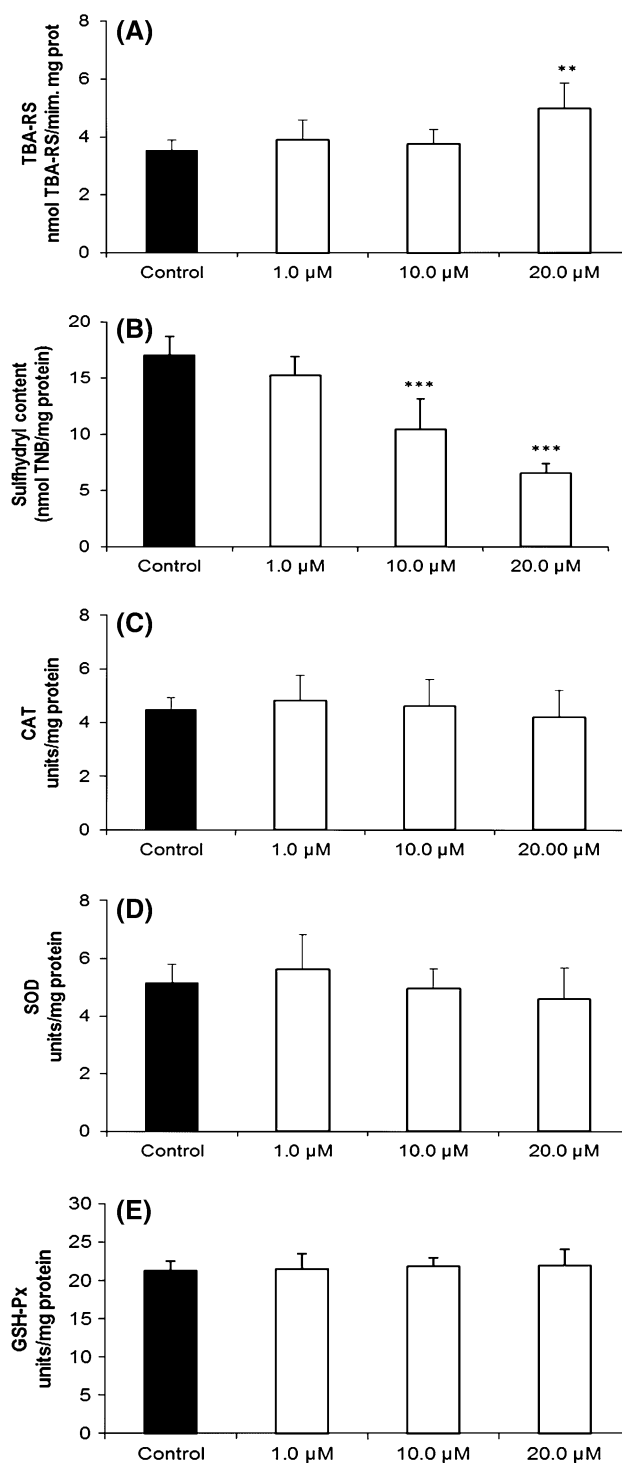 (A)
TBA-RS
nmol TBA-RS/mim. mg prot
8
6
4
2
0
**
Control 1.0 µM 10.0 µM 20.0 µM
(B)
Sulfhydryl content
(nmol TNB/mg protein)
20
15
10
5
0
***
***
Control 1.0 µM 10.0 µM 20.0 µM
(C)
CAT
units/mg protein
8
6
4
2
0
Control 1.0 µM 10.0 µM 20.00 µM
(D)
SOD
units/mg protein
8
6
4
2
0
Control 1.0 µM 10.0 µM 20.0 µM
(E)
GSH-Px
units/mg protein
30
25
20
15
10
5
0
Control 1.0 µM 10.0 µM 20.0 µM